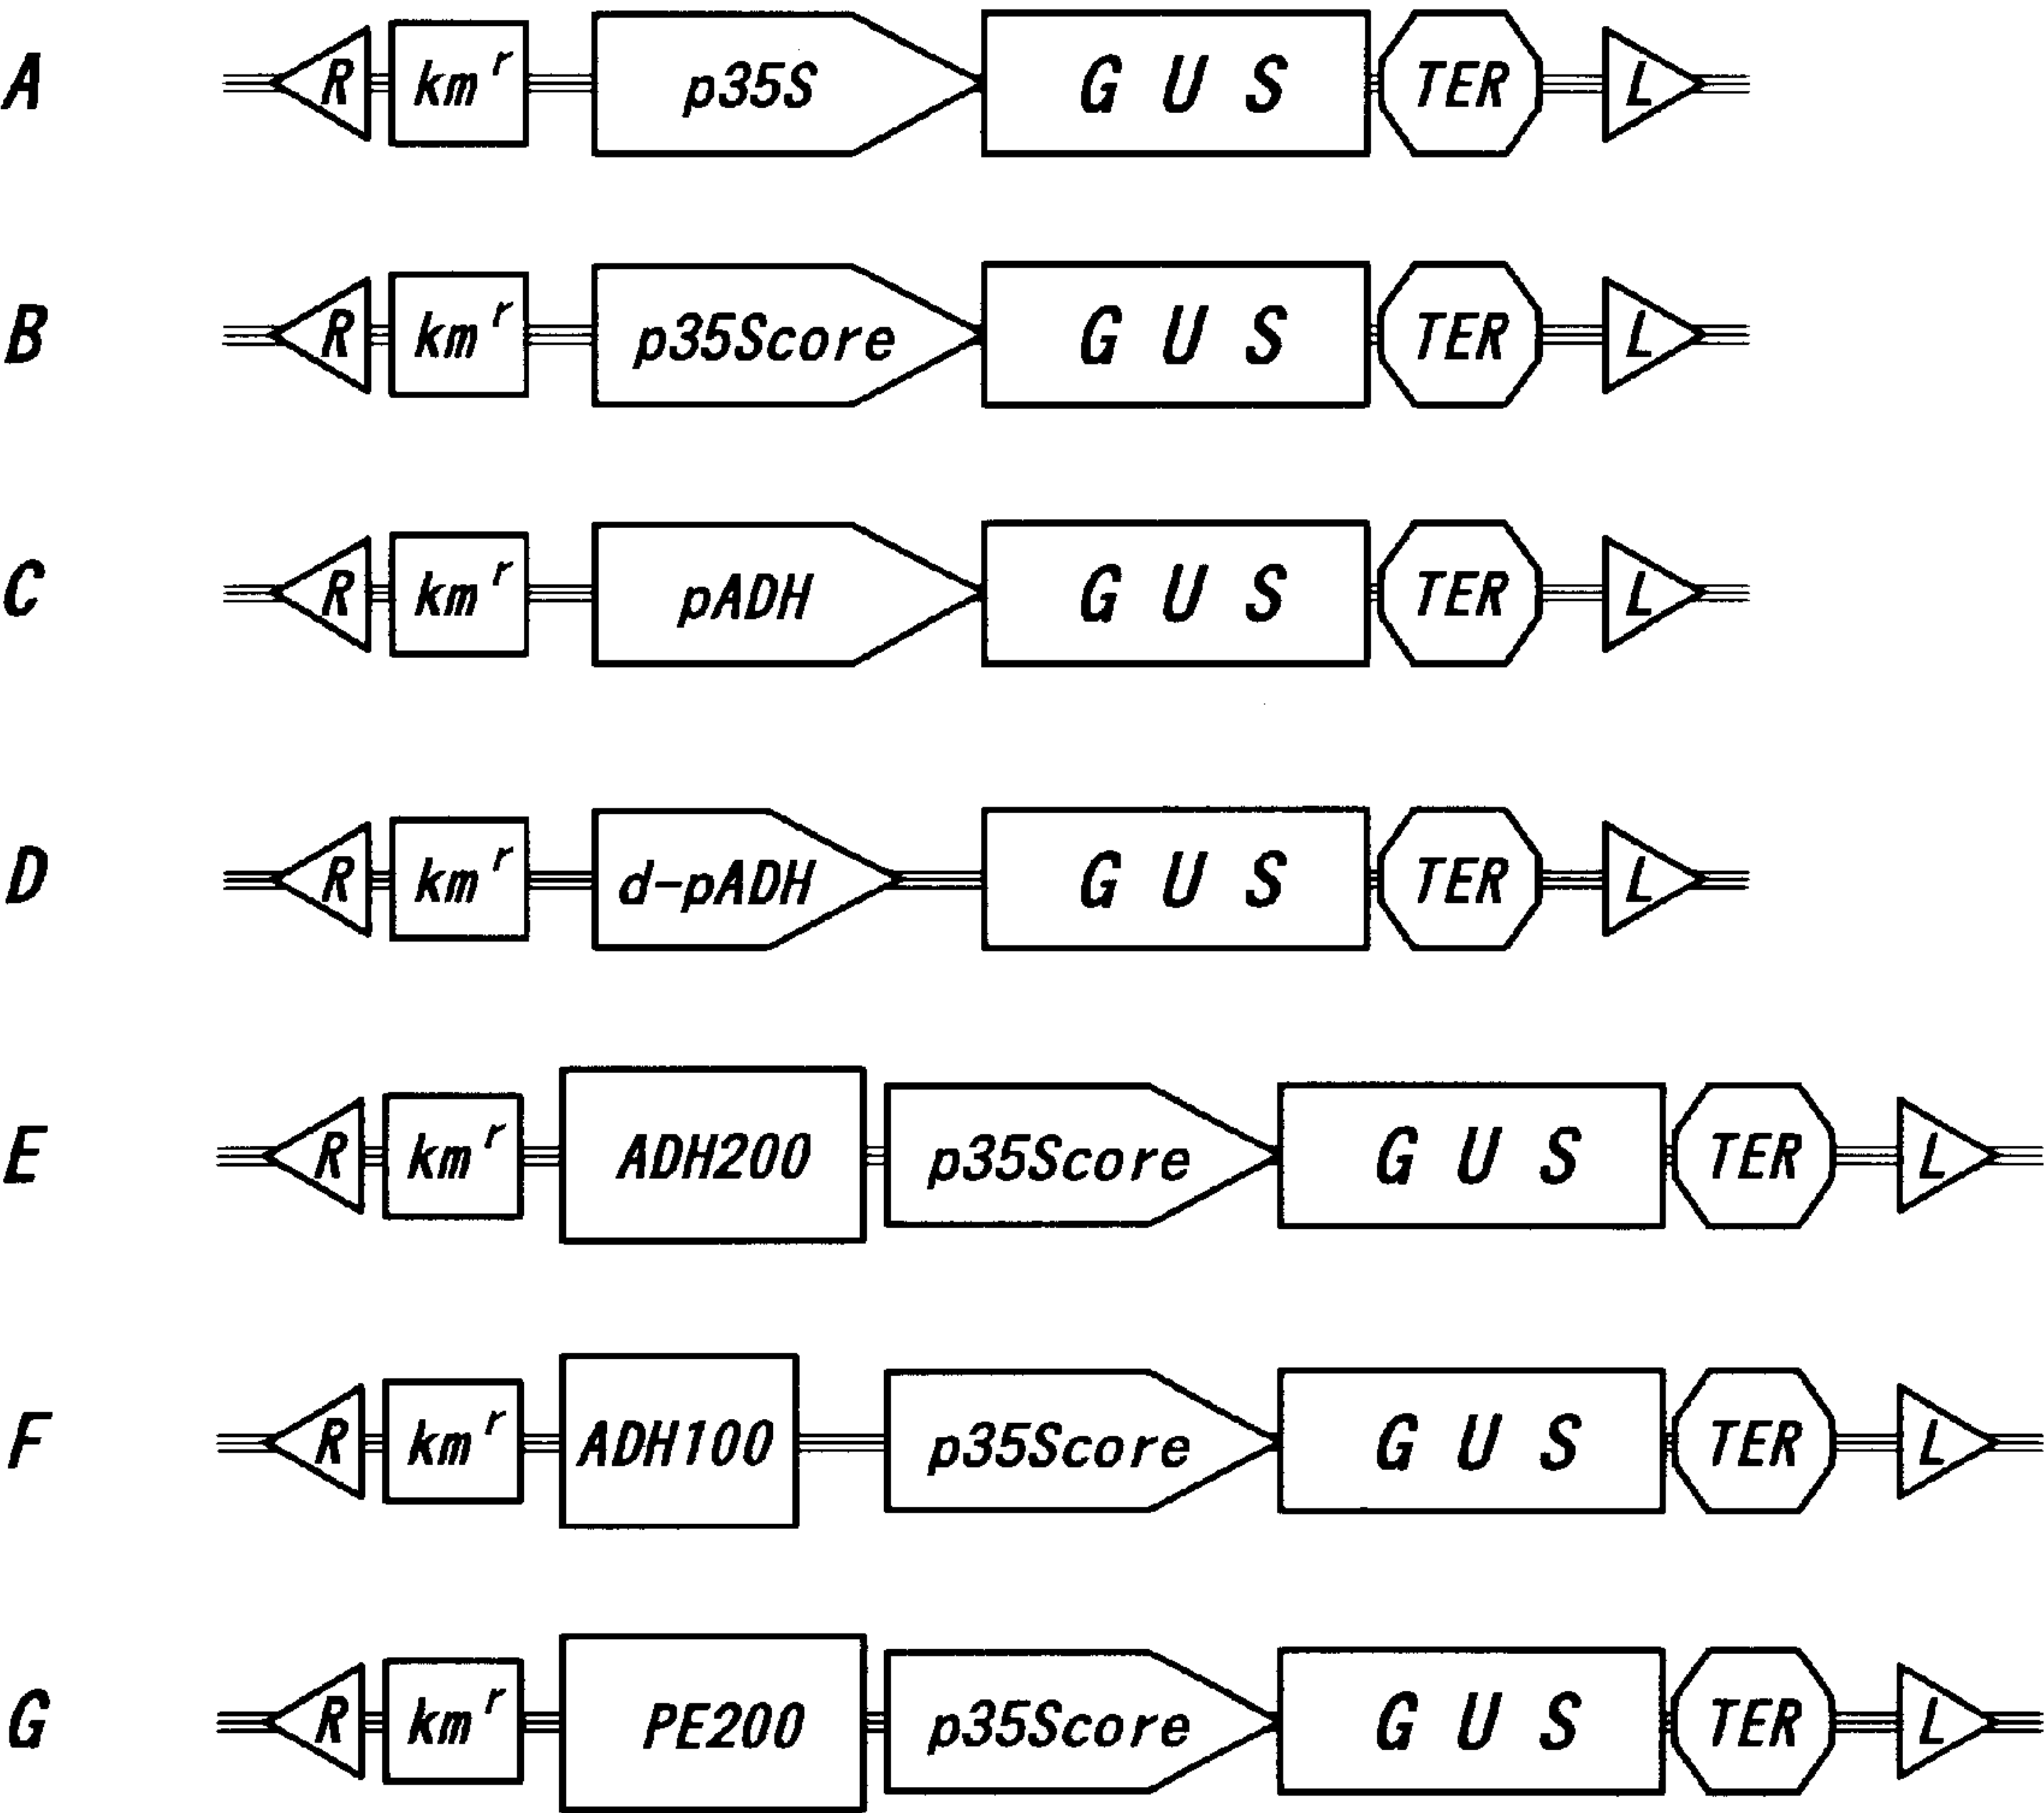 A R km^r p35S G U S TER L
B R km^r p35Score G U S TER L
C R km^r pADH G U S TER L
D R km^r d-pADH G U S TER L
E R km^r ADH200 p35Score G U S TER L
F R km^r ADH100 p35Score G U S TER L
G R km^r PE200 p35Score G U S TER L